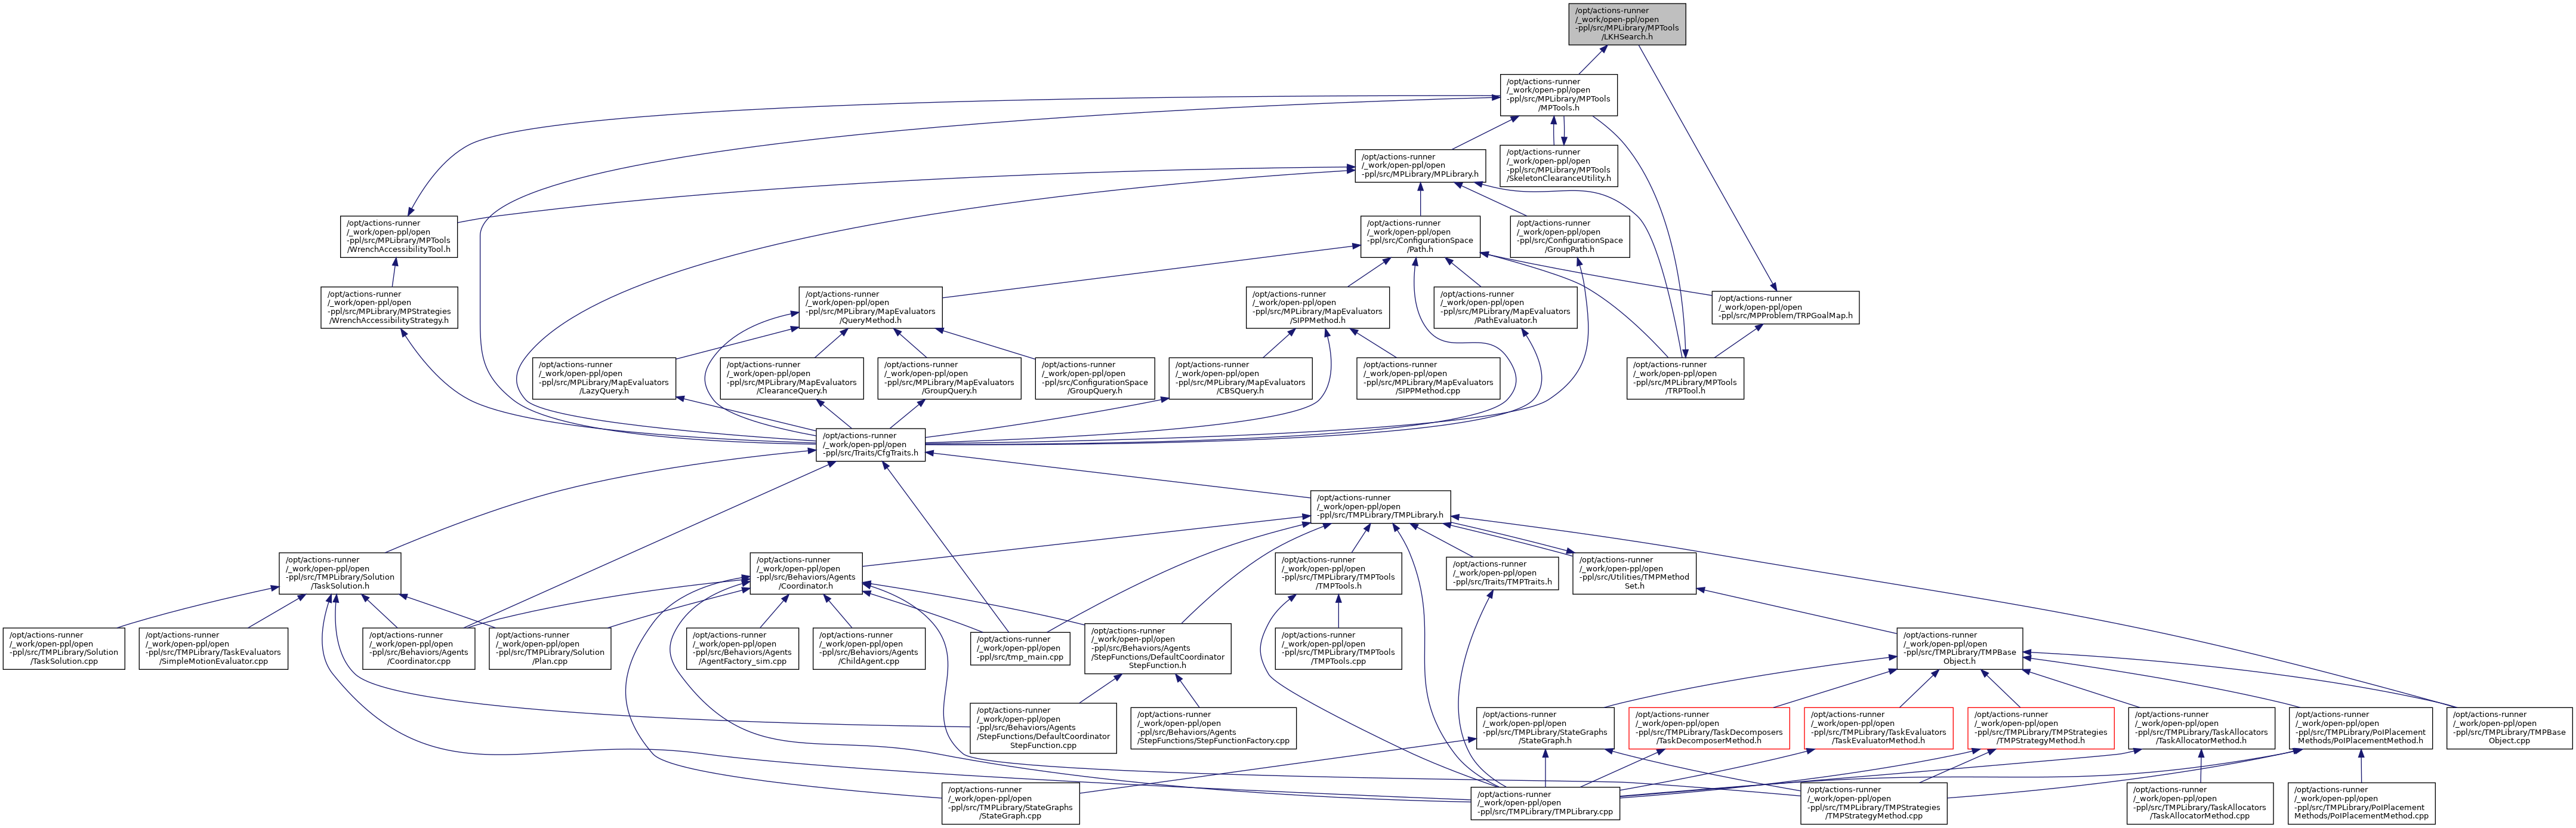 /opt/actions-runner
/_work/open-ppl/open
-ppl/src/MPLibrary/MPTools
/LKHSearch.h
/opt/actions-runner
/_work/open-ppl/open
-ppl/src/MPLibrary/MPTools
/MPTools.h
/opt/actions-runner
/_work/open-ppl/open
-ppl/src/MPLibrary/MPLibrary.h
/opt/actions-runner
/_work/open-ppl/open
-ppl/src/MPLibrary/MPTools
/SkeletonClearanceUtility.h
/opt/actions-runner
/_work/open-ppl/open
-ppl/src/MPLibrary/MPTools
/WrenchAccessibilityTool.h
/opt/actions-runner
/_work/open-ppl/open
-ppl/src/ConfigurationSpace
/Path.h
/opt/actions-runner
/_work/open-ppl/open
-ppl/src/ConfigurationSpace
/GroupPath.h
/opt/actions-runner
/_work/open-ppl/open
-ppl/src/MPLibrary/MPStrategies
/WrenchAccessibilityStrategy.h
/opt/actions-runner
/_work/open-ppl/open
-ppl/src/MPLibrary/MapEvaluators
/QueryMethod.h
/opt/actions-runner
/_work/open-ppl/open
-ppl/src/MPLibrary/MapEvaluators
/SIPPMethod.h
/opt/actions-runner
/_work/open-ppl/open
-ppl/src/MPLibrary/MapEvaluators
/PathEvaluator.h
/opt/actions-runner
/_work/open-ppl/open
-ppl/src/MPProblem/TRPGoalMap.h
/opt/actions-runner
/_work/open-ppl/open
-ppl/src/MPLibrary/MapEvaluators
/LazyQuery.h
/opt/actions-runner
/_work/open-ppl/open
-ppl/src/MPLibrary/MapEvaluators
/ClearanceQuery.h
/opt/actions-runner
/_work/open-ppl/open
-ppl/src/MPLibrary/MapEvaluators
/GroupQuery.h
/opt/actions-runner
/_work/open-ppl/open
-ppl/src/ConfigurationSpace
/GroupQuery.h
/opt/actions-runner
/_work/open-ppl/open
-ppl/src/MPLibrary/MapEvaluators
/CBSQuery.h
/opt/actions-runner
/_work/open-ppl/open
-ppl/src/MPLibrary/MapEvaluators
/SIPPMethod.cpp
/opt/actions-runner
/_work/open-ppl/open
-ppl/src/MPLibrary/MPTools
/TRPTool.h
/opt/actions-runner
/_work/open-ppl/open
-ppl/src/Traits/CfgTraits.h
/opt/actions-runner
/_work/open-ppl/open
-ppl/src/TMPLibrary/TMPLibrary.h
/opt/actions-runner
/_work/open-ppl/open
-ppl/src/TMPLibrary/Solution
/TaskSolution.h
/opt/actions-runner
/_work/open-ppl/open
-ppl/src/Behaviors/Agents
/Coordinator.h
/opt/actions-runner
/_work/open-ppl/open
-ppl/src/TMPLibrary/TMPTools
/TMPTools.h
/opt/actions-runner
/_work/open-ppl/open
-ppl/src/Traits/TMPTraits.h
/opt/actions-runner
/_work/open-ppl/open
-ppl/src/Utilities/TMPMethod
Set.h
/opt/actions-runner
/_work/open-ppl/open
-ppl/src/TMPLibrary/Solution
/TaskSolution.cpp
/opt/actions-runner
/_work/open-ppl/open
-ppl/src/TMPLibrary/TaskEvaluators
/SimpleMotionEvaluator.cpp
/opt/actions-runner
/_work/open-ppl/open
-ppl/src/Behaviors/Agents
/Coordinator.cpp
/opt/actions-runner
/_work/open-ppl/open
-ppl/src/TMPLibrary/Solution
/Plan.cpp
/opt/actions-runner
/_work/open-ppl/open
-ppl/src/Behaviors/Agents
/AgentFactory_sim.cpp
/opt/actions-runner
/_work/open-ppl/open
-ppl/src/Behaviors/Agents
/ChildAgent.cpp
/opt/actions-runner
/_work/open-ppl/open
-ppl/src/tmp_main.cpp
/opt/actions-runner
/_work/open-ppl/open
-ppl/src/Behaviors/Agents
/StepFunctions/DefaultCoordinator
StepFunction.h
/opt/actions-runner
/_work/open-ppl/open
-ppl/src/TMPLibrary/TMPTools
/TMPTools.cpp
/opt/actions-runner
/_work/open-ppl/open
-ppl/src/TMPLibrary/TMPBase
Object.h
/opt/actions-runner
/_work/open-ppl/open
-ppl/src/Behaviors/Agents
/StepFunctions/DefaultCoordinator
StepFunction.cpp
/opt/actions-runner
/_work/open-ppl/open
-ppl/src/Behaviors/Agents
/StepFunctions/StepFunctionFactory.cpp
/opt/actions-runner
/_work/open-ppl/open
-ppl/src/TMPLibrary/StateGraphs
/StateGraph.h
/opt/actions-runner
/_work/open-ppl/open
-ppl/src/TMPLibrary/TaskDecomposers
/TaskDecomposerMethod.h
/opt/actions-runner
/_work/open-ppl/open
-ppl/src/TMPLibrary/TaskEvaluators
/TaskEvaluatorMethod.h
/opt/actions-runner
/_work/open-ppl/open
-ppl/src/TMPLibrary/TMPStrategies
/TMPStrategyMethod.h
/opt/actions-runner
/_work/open-ppl/open
-ppl/src/TMPLibrary/TaskAllocators
/TaskAllocatorMethod.h
/opt/actions-runner
/_work/open-ppl/open
-ppl/src/TMPLibrary/PoIPlacement
Methods/PoIPlacementMethod.h
/opt/actions-runner
/_work/open-ppl/open
-ppl/src/TMPLibrary/TMPBase
Object.cpp
/opt/actions-runner
/_work/open-ppl/open
-ppl/src/TMPLibrary/StateGraphs
/StateGraph.cpp
/opt/actions-runner
/_work/open-ppl/open
-ppl/src/TMPLibrary/TMPLibrary.cpp
/opt/actions-runner
/_work/open-ppl/open
-ppl/src/TMPLibrary/TMPStrategies
/TMPStrategyMethod.cpp
/opt/actions-runner
/_work/open-ppl/open
-ppl/src/TMPLibrary/TaskAllocators
/TaskAllocatorMethod.cpp
/opt/actions-runner
/_work/open-ppl/open
-ppl/src/TMPLibrary/PoIPlacement
Methods/PoIPlacementMethod.cpp